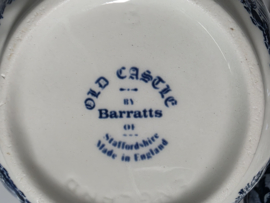 OLD CASTLE
BY
Barratts
OF
Staffordshire
Made in England